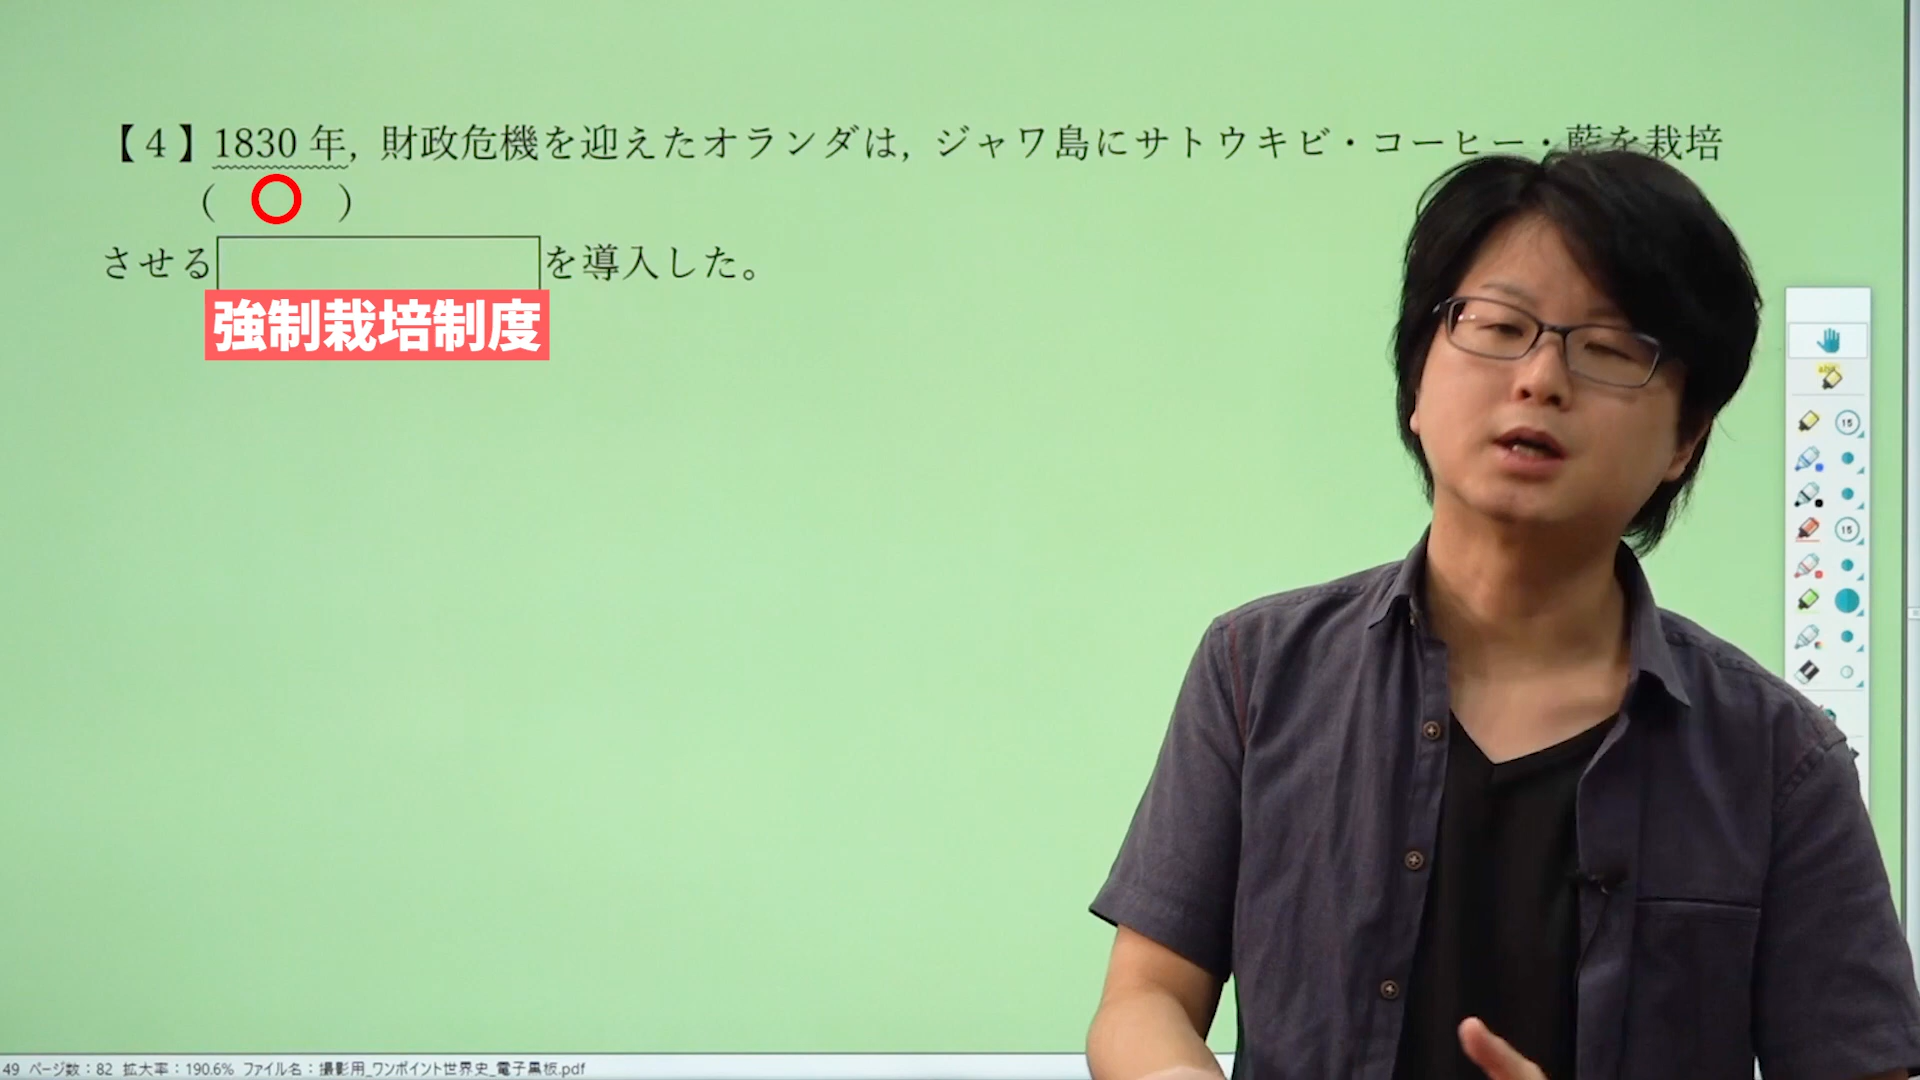 【4】1830年, 財政危機を迎えたオランダは, ジャワ島にサトウキビ・コーヒー・藍を栽培
( ○ )
させる　　　　を導入した。
強制栽培制度
15
15
49 ページ数:82 拡大率:190.6% ファイル名:撮影用_ワンポイント世界史_電子黒板.pdf